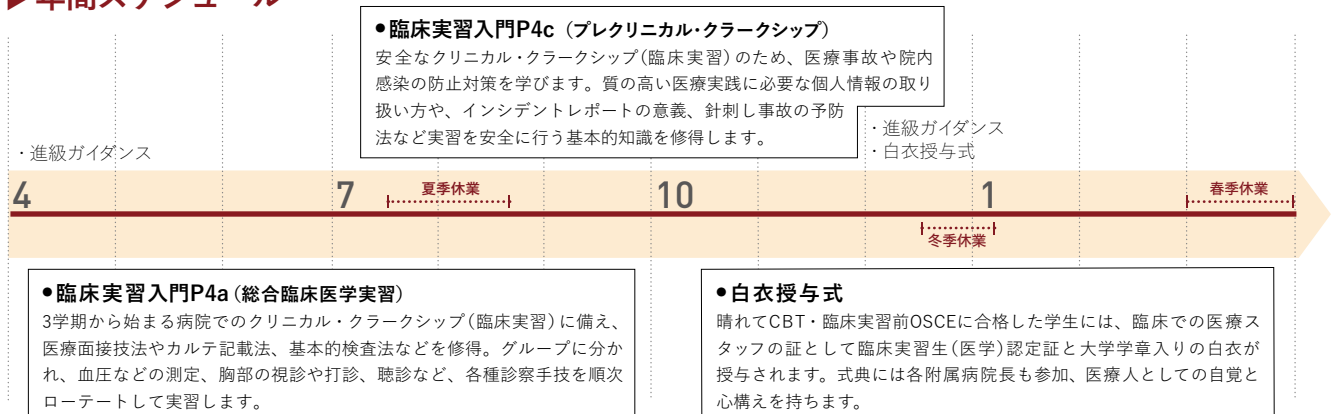 ▶年間スケジュール
●臨床実習入門P4c（プレクリニカル・クラークシップ）
安全なクリニカル・クラークシップ（臨床実習）のため、医療事故や院内
感染の防止対策を学びます。質の高い医療実践に必要な個人情報の取り
扱い方や、インシデントレポートの意義、針刺し事故の予防
法など実習を安全に行う基本的知識を修得します。
・進級ガイダンス
・進級ガイダンス
・白衣授与式
4
7
夏季休業
10
1
春季休業
冬季休業
●臨床実習入門P4a（総合臨床医学実習）
3学期から始まる病院でのクリニカル・クラークシップ（臨床実習）に備え、
医療面接技法やカルテ記載法、基本的検査法などを修得。グループに分か
れ、血圧などの測定、胸部の視診や打診、聴診など、各種診察手技を順次
ローテートして実習します。
●白衣授与式
晴れてCBT・臨床実習前OSCEに合格した学生には、臨床での医療ス
タッフの証として臨床実習生（医学）認定証と大学学章入りの白衣が
授与されます。式典には各附属病院長も参加、医療人としての自覚と
心構えを持ちます。